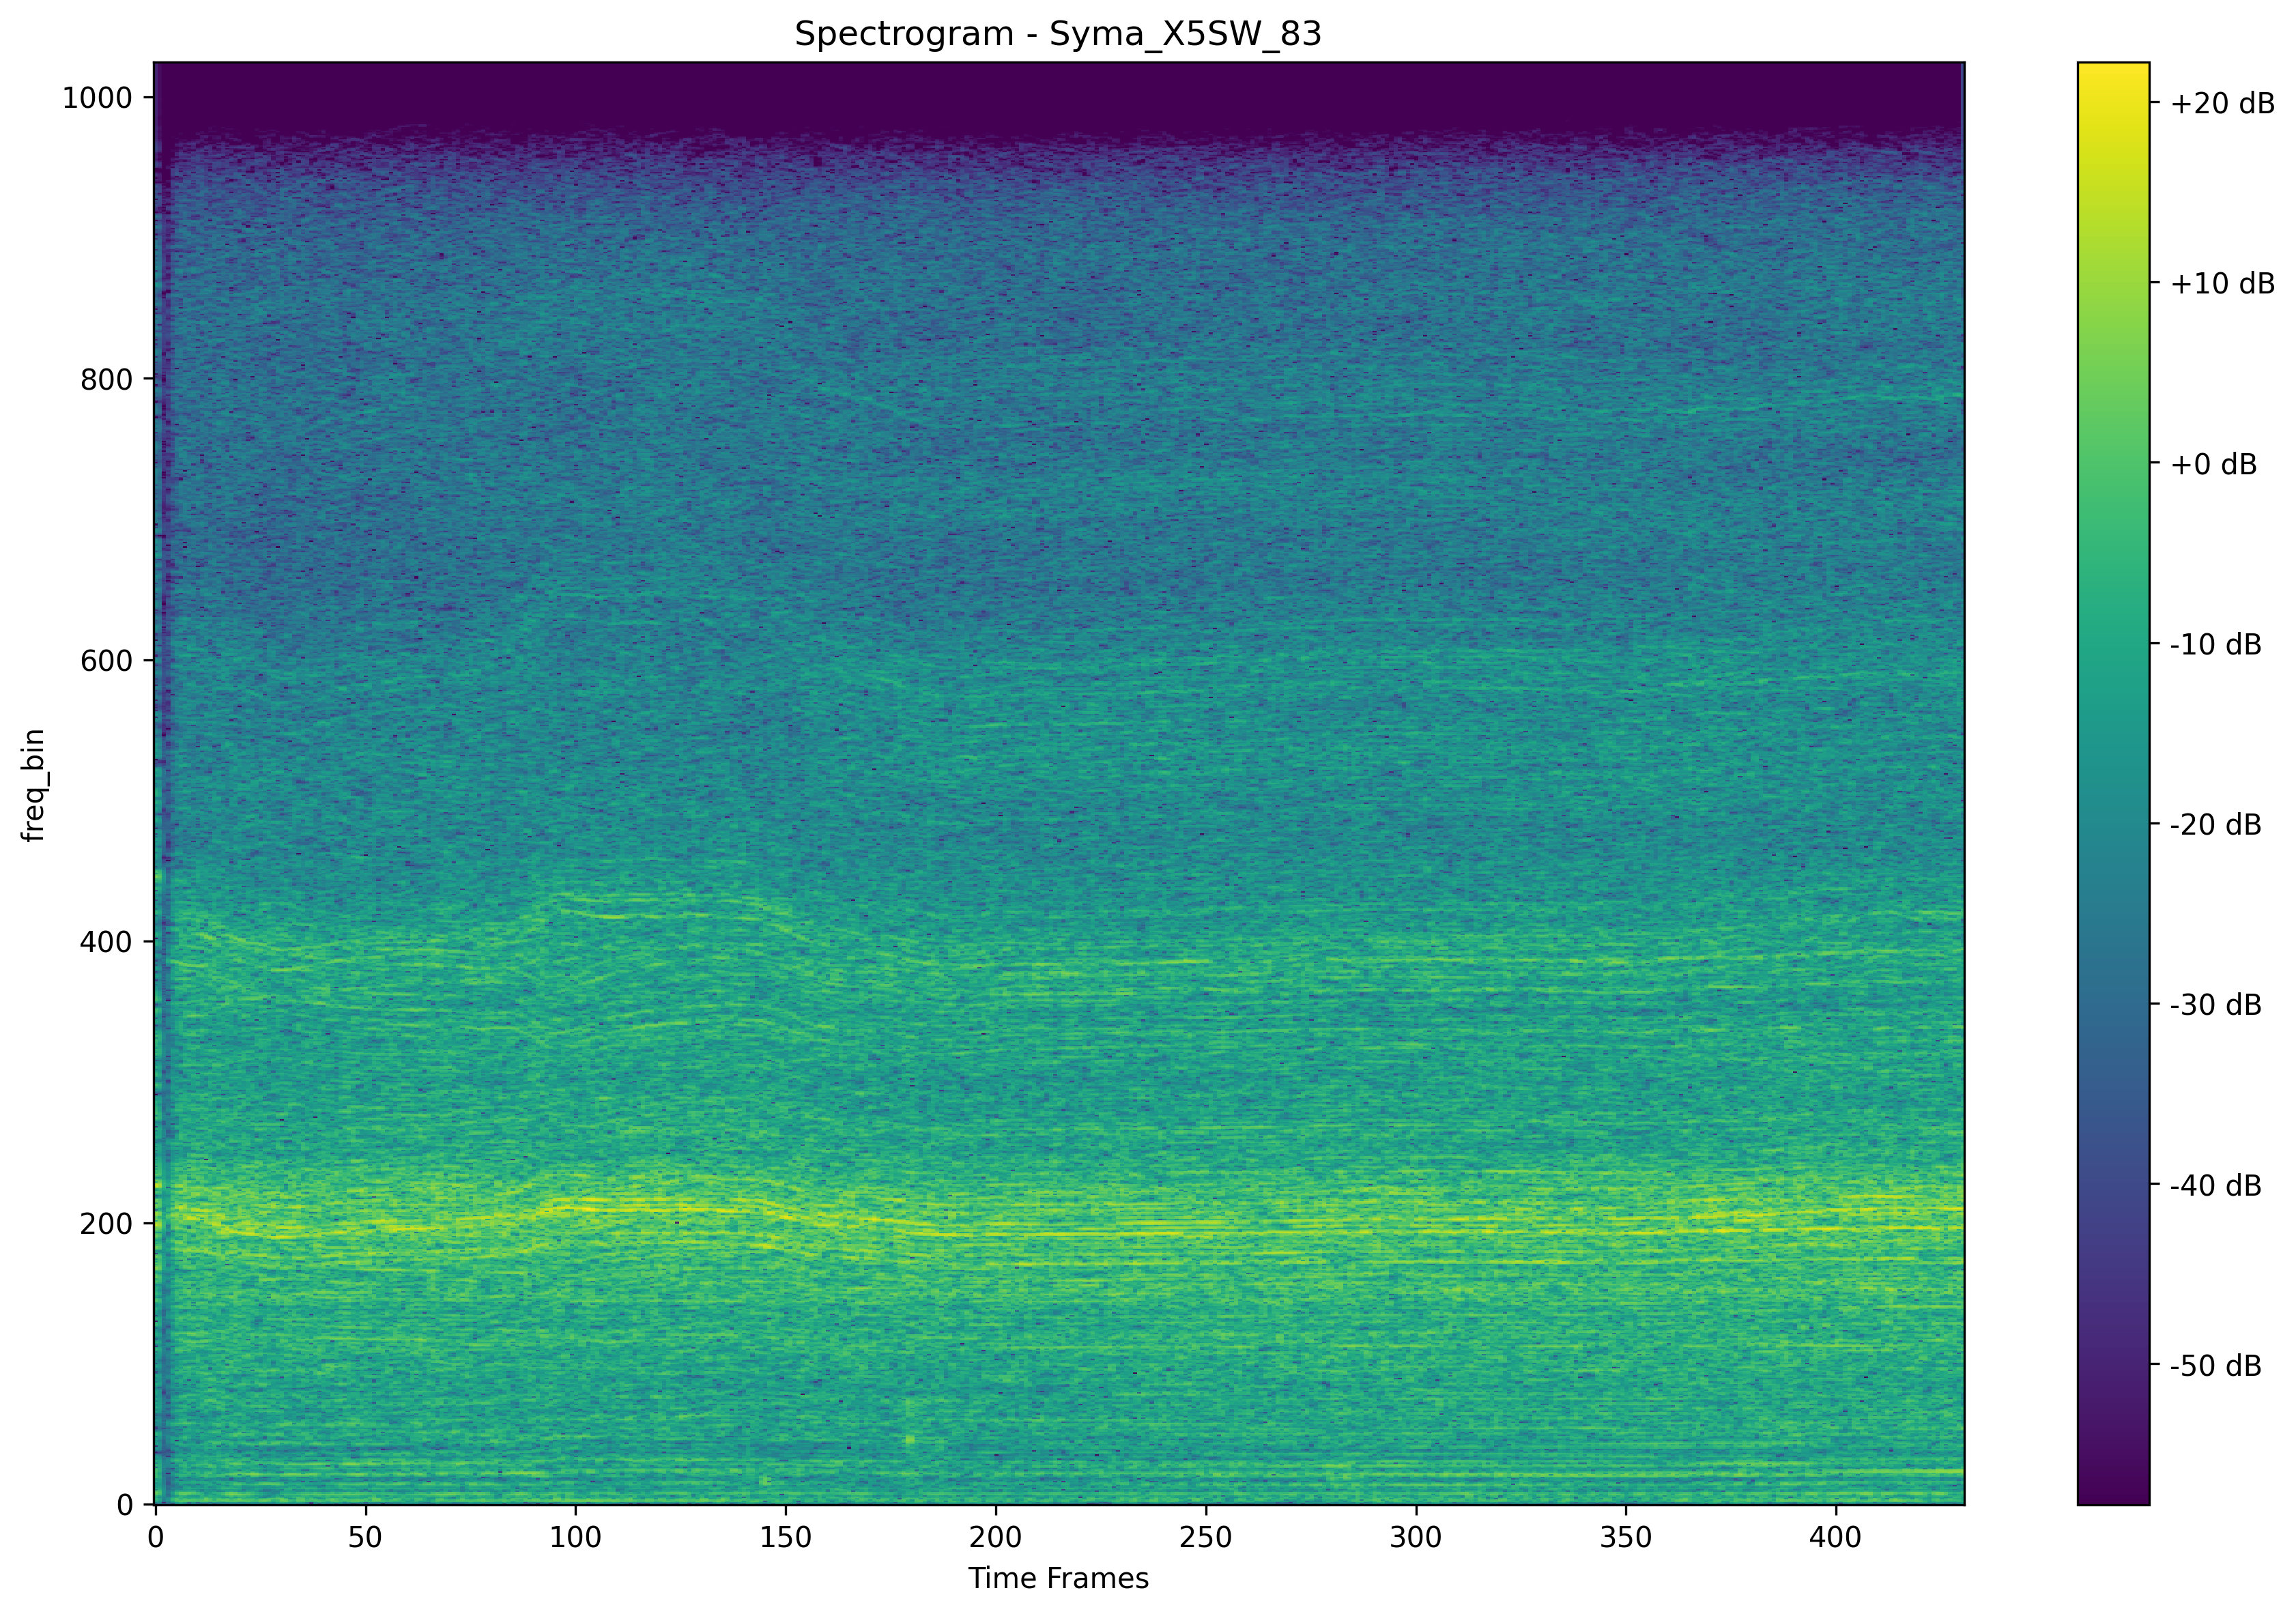 Spectrogram - Syma_X5SW_83
freq_bin
1000
800
600
400
200
0
0 50 100 150 200 250 300 350 400
Time Frames
+20 dB
+10 dB
+0 dB
-10 dB
-20 dB
-30 dB
-40 dB
-50 dB